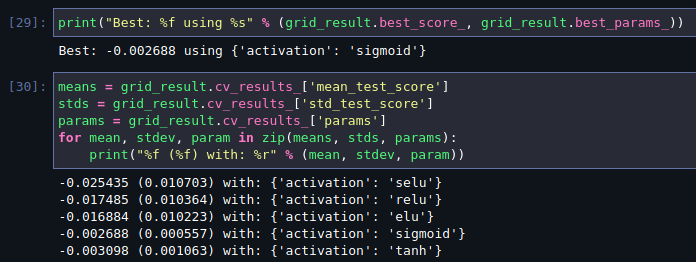 [29]: print("Best: %f using %s" % (grid_result.best_score_, grid_result.best_params_))
Best: -0.002688 using {'activation': 'sigmoid'}
[30]: means = grid_result.cv_results_['mean_test_score']
stds = grid_result.cv_results_['std_test_score']
params = grid_result.cv_results_['params']
for mean, stdev, param in zip(means, stds, params):
    print("%f (%f) with: %r" % (mean, stdev, param))
-0.025435 (0.010703) with: {'activation': 'selu'}
-0.017485 (0.010364) with: {'activation': 'relu'}
-0.016884 (0.010223) with: {'activation': 'elu'}
-0.002688 (0.000557) with: {'activation': 'sigmoid'}
-0.003098 (0.001063) with: {'activation': 'tanh'}